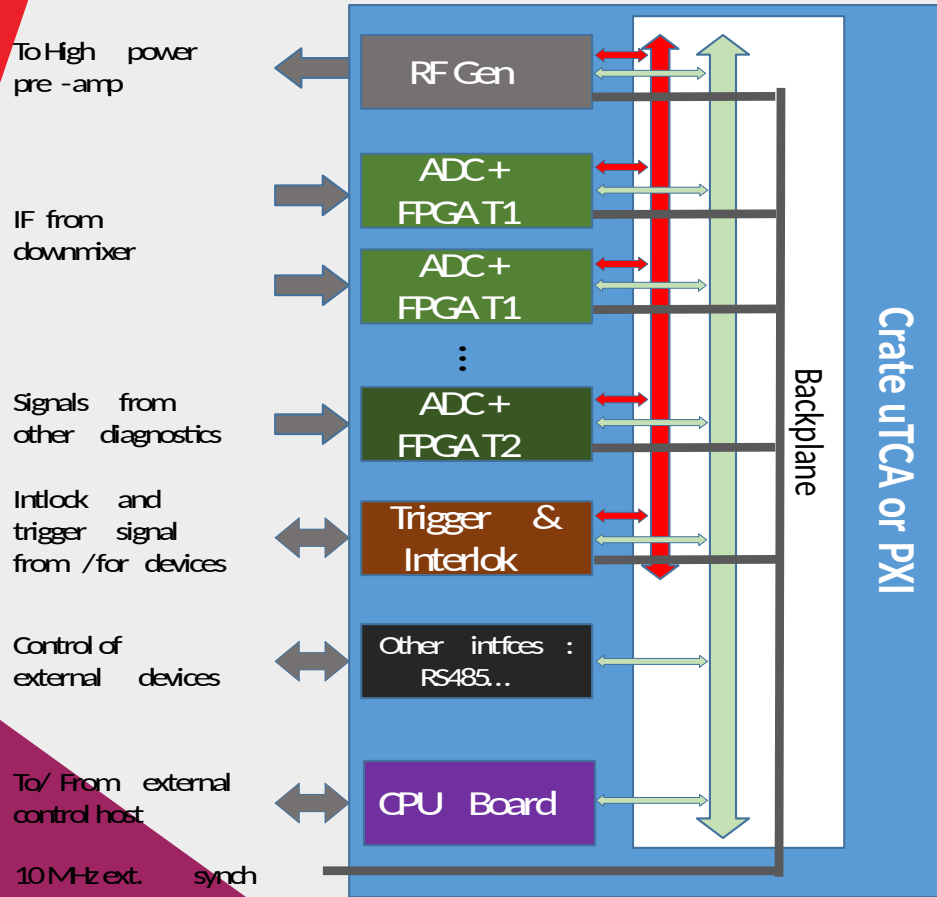 To High power
pre -amp
RF Gen
ADC +
FPGA T1
IF from
downmixer
ADC +
FPGA T1
...
Signals from
other diagnostics
ADC +
FPGA T2
Intlock and
trigger signal
from /for devices
Trigger &
Interlok
Control of
external devices
Other intfces :
RS485...
To/ From external
control host
CPU Board
10 MHz ext. synch
Backplane
Crate uTCA or PXI